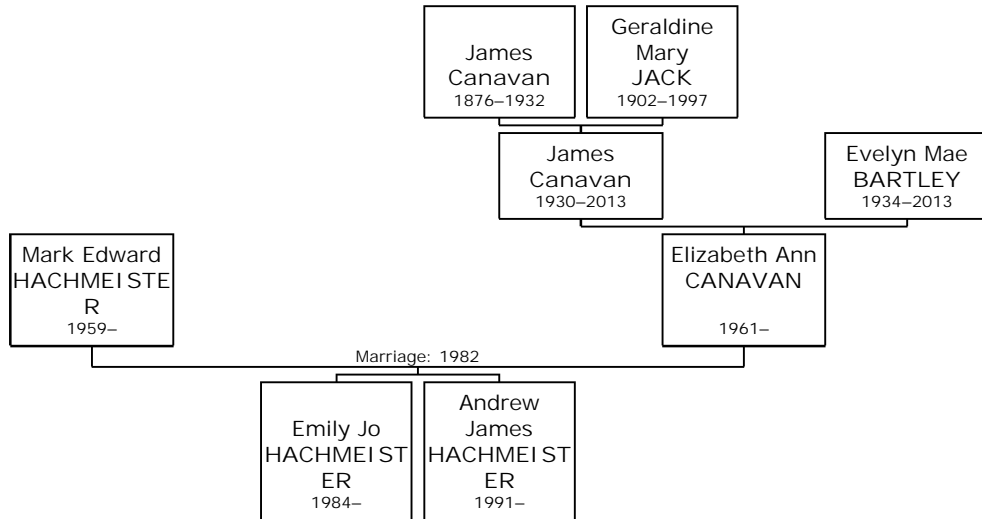 James
Canavan
1876–1932
Geraldine
Mary
JACK
1902–1997
James
Canavan
1930–2013
Evelyn Mae
BARTLEY
1934–2013
Mark Edward
HACHMEISTE
R
1959–
Elizabeth Ann
CANAVAN
1961–
Marriage: 1982
Emily Jo
HACHMEIST
ER
1984–
Andrew
James
HACHMEIST
ER
1991–